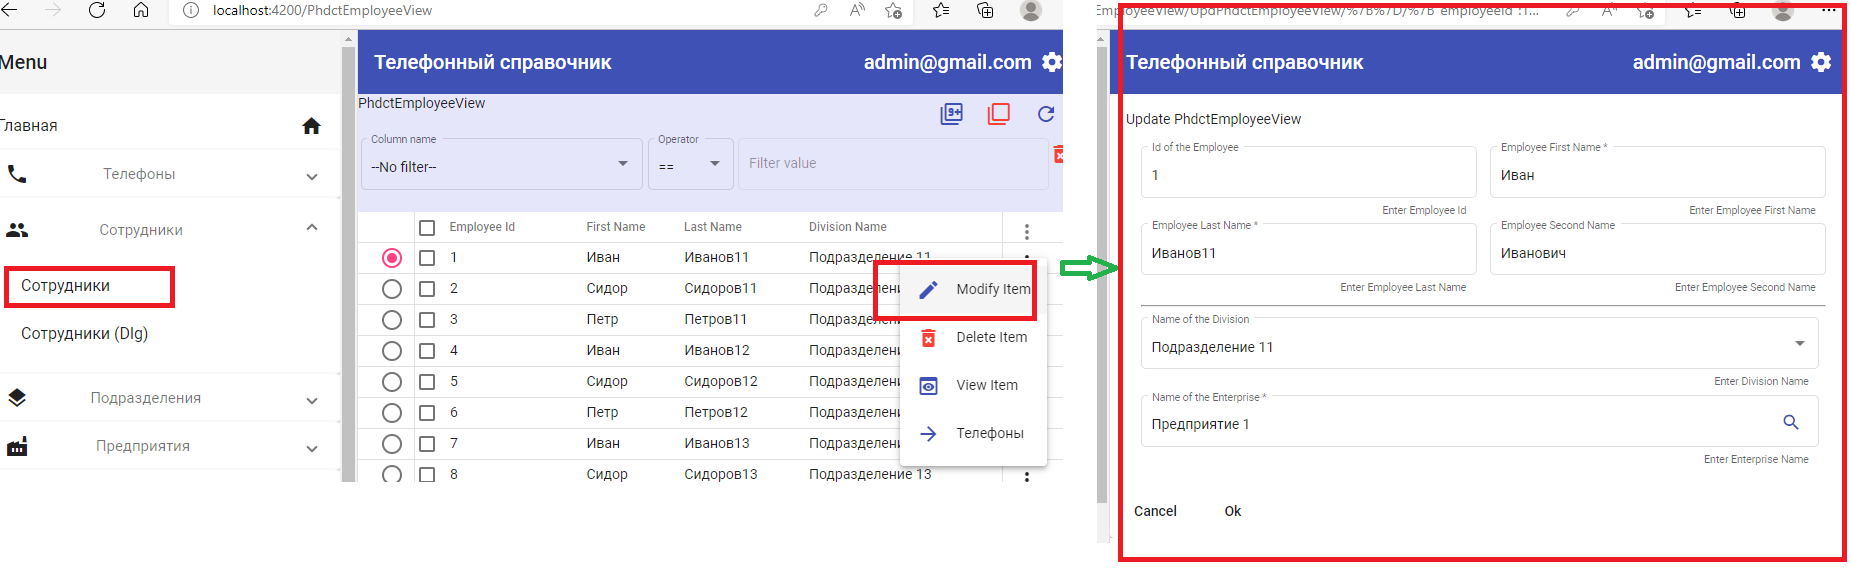 localhost:4200/PhdctEmployeeView
Menu
Главная
Телефоны
Сотрудники
Сотрудники
Сотрудники (Dlg)
Подразделения
Предприятия
Телефонный справочник admin@gmail.com
PhdctEmployeeView
9+
Column name Operator
--No filter-- == Filter value
Employee Id First Name Last Name Division Name
1 Иван Иванов11 Подразделение 11
2 Сидор Сидоров11 Подразделен
3 Петр Петров11 Подразделен
4 Иван Иванов12 Подразделен
5 Сидор Сидоров12 Подразделен
6 Петр Петров12 Подразделен
7 Иван Иванов13 Подразделен
8 Сидор Сидоров13 Подразделение 13
Modify Item
Delete Item
View Item
Телефоны
EmployeeView/UpdPhdctEmployeeView/%7B%7D/%7B"employeeId":1...
Телефонный справочник admin@gmail.com
Update PhdctEmployeeView
Id of the Employee Employee First Name *
1 Иван
Enter Employee Id Enter Employee First Name
Employee Last Name * Employee Second Name
Иванов11 Иванович
Enter Employee Last Name Enter Employee Second Name
Name of the Division
Подразделение 11
Enter Division Name
Name of the Enterprise *
Предприятие 1
Enter Enterprise Name
Cancel Ok